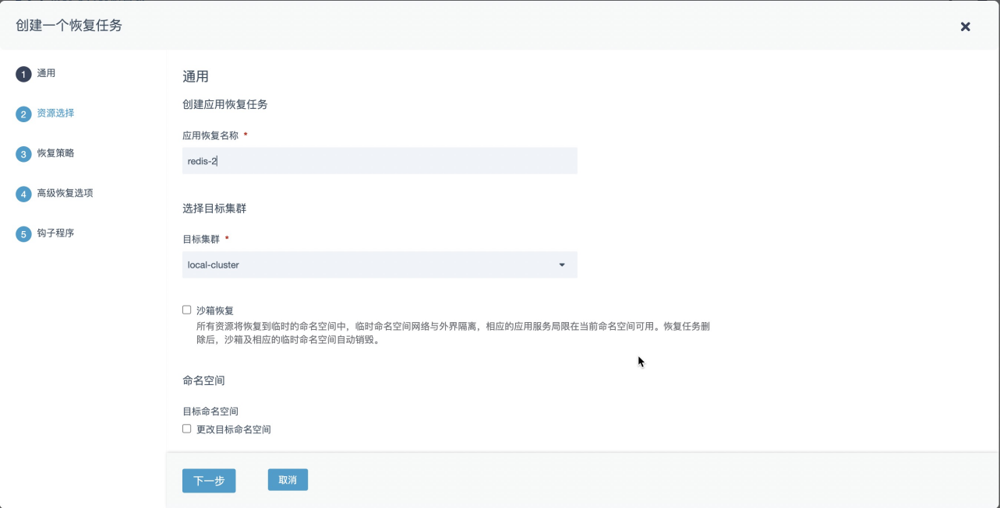 创建一个恢复任务
1 通用
2 资源选择
3 恢复策略
4 高级恢复选项
5 钩子程序
通用
创建应用恢复任务
应用恢复名称 *
redis-2
选择目标集群
目标集群 *
local-cluster
沙箱恢复
所有资源将恢复到临时的命名空间中，临时命名空间网络与外界隔离，相应的应用服务局限在当前命名空间可用。恢复任务删
除后，沙箱及相应的临时命名空间自动销毁。
命名空间
目标命名空间
更改目标命名空间
下一步
取消